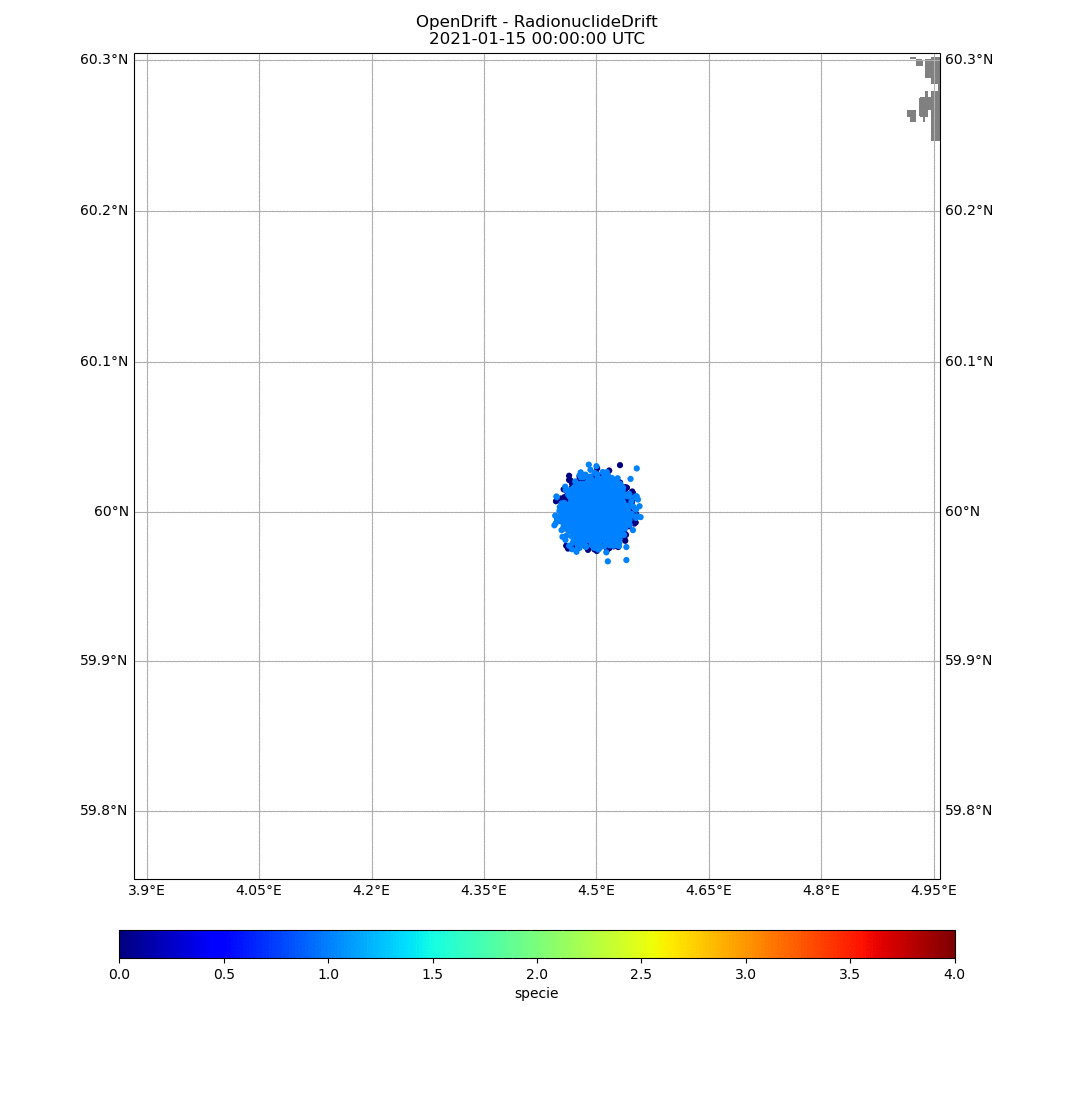 OpenDrift - RadionuclideDrift
2021-01-15 00:00:00 UTC
60.3°N 60.3°N
60.2°N 60.2°N
60.1°N 60.1°N
60°N 60°N
59.9°N 59.9°N
59.8°N 59.8°N
3.9°E 4.05°E 4.2°E 4.35°E 4.5°E 4.65°E 4.8°E 4.95°E
0.0 0.5 1.0 1.5 2.0 2.5 3.0 3.5 4.0
specie